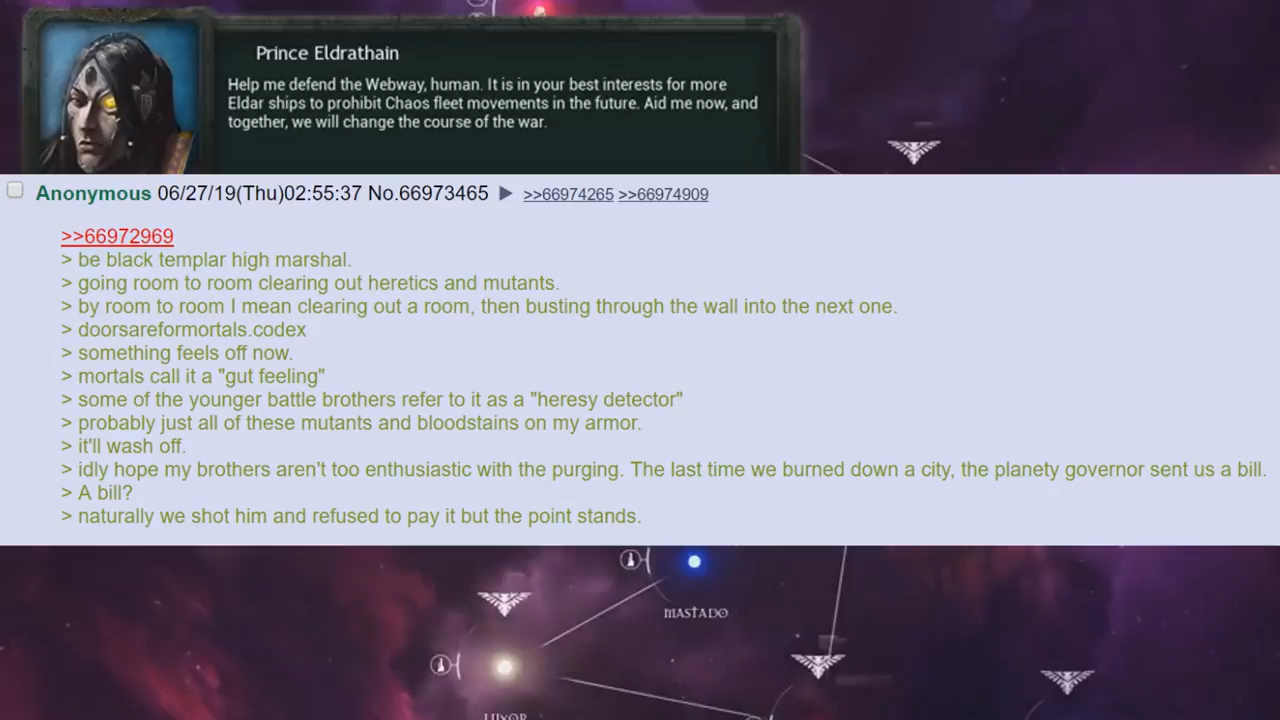 Prince Eldrathain
Help me defend the Webway, human. It is in your best interests for more
Eldar ships to prohibit Chaos fleet movements in the future. Aid me now, and
together, we will change the course of the war.
Anonymous 06/27/19(Thu)02:55:37 No.66973465 ▶ >>66974265 >>66974909
>>66972969
> be black templar high marshal.
> going room to room clearing out heretics and mutants.
> by room to room I mean clearing out a room, then busting through the wall into the next one.
> doorsareformortals.codex
> something feels off now.
> mortals call it a "gut feeling"
> some of the younger battle brothers refer to it as a "heresy detector"
> probably just all of these mutants and bloodstains on my armor.
> it'll wash off.
> idly hope my brothers aren't too enthusiastic with the purging. The last time we burned down a city, the planety governor sent us a bill.
> A bill?
> naturally we shot him and refused to pay it but the point stands.
MASTADO